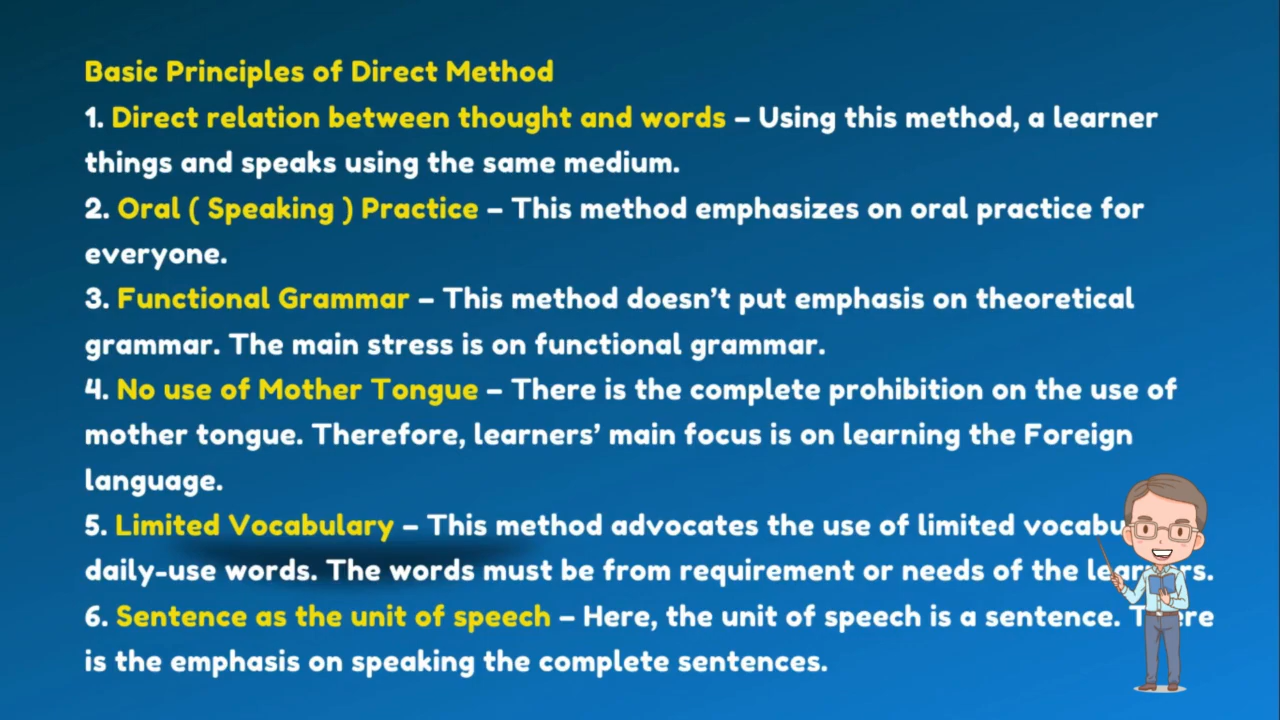 Basic Principles of Direct Method
1. Direct relation between thought and words – Using this method, a learner
things and speaks using the same medium.
2. Oral ( Speaking ) Practice – This method emphasizes on oral practice for
everyone.
3. Functional Grammar – This method doesn't put emphasis on theoretical
grammar. The main stress is on functional grammar.
4. No use of Mother Tongue – There is the complete prohibition on the use of
mother tongue. Therefore, learners' main focus is on learning the Foreign
language.
5. Limited Vocabulary – This method advocates the use of limited
daily-use words. The words must be from requirement or needs of the
6. Sentence as the unit of speech – Here, the unit of speech is a sentence. There
is the emphasis on speaking the complete sentences.